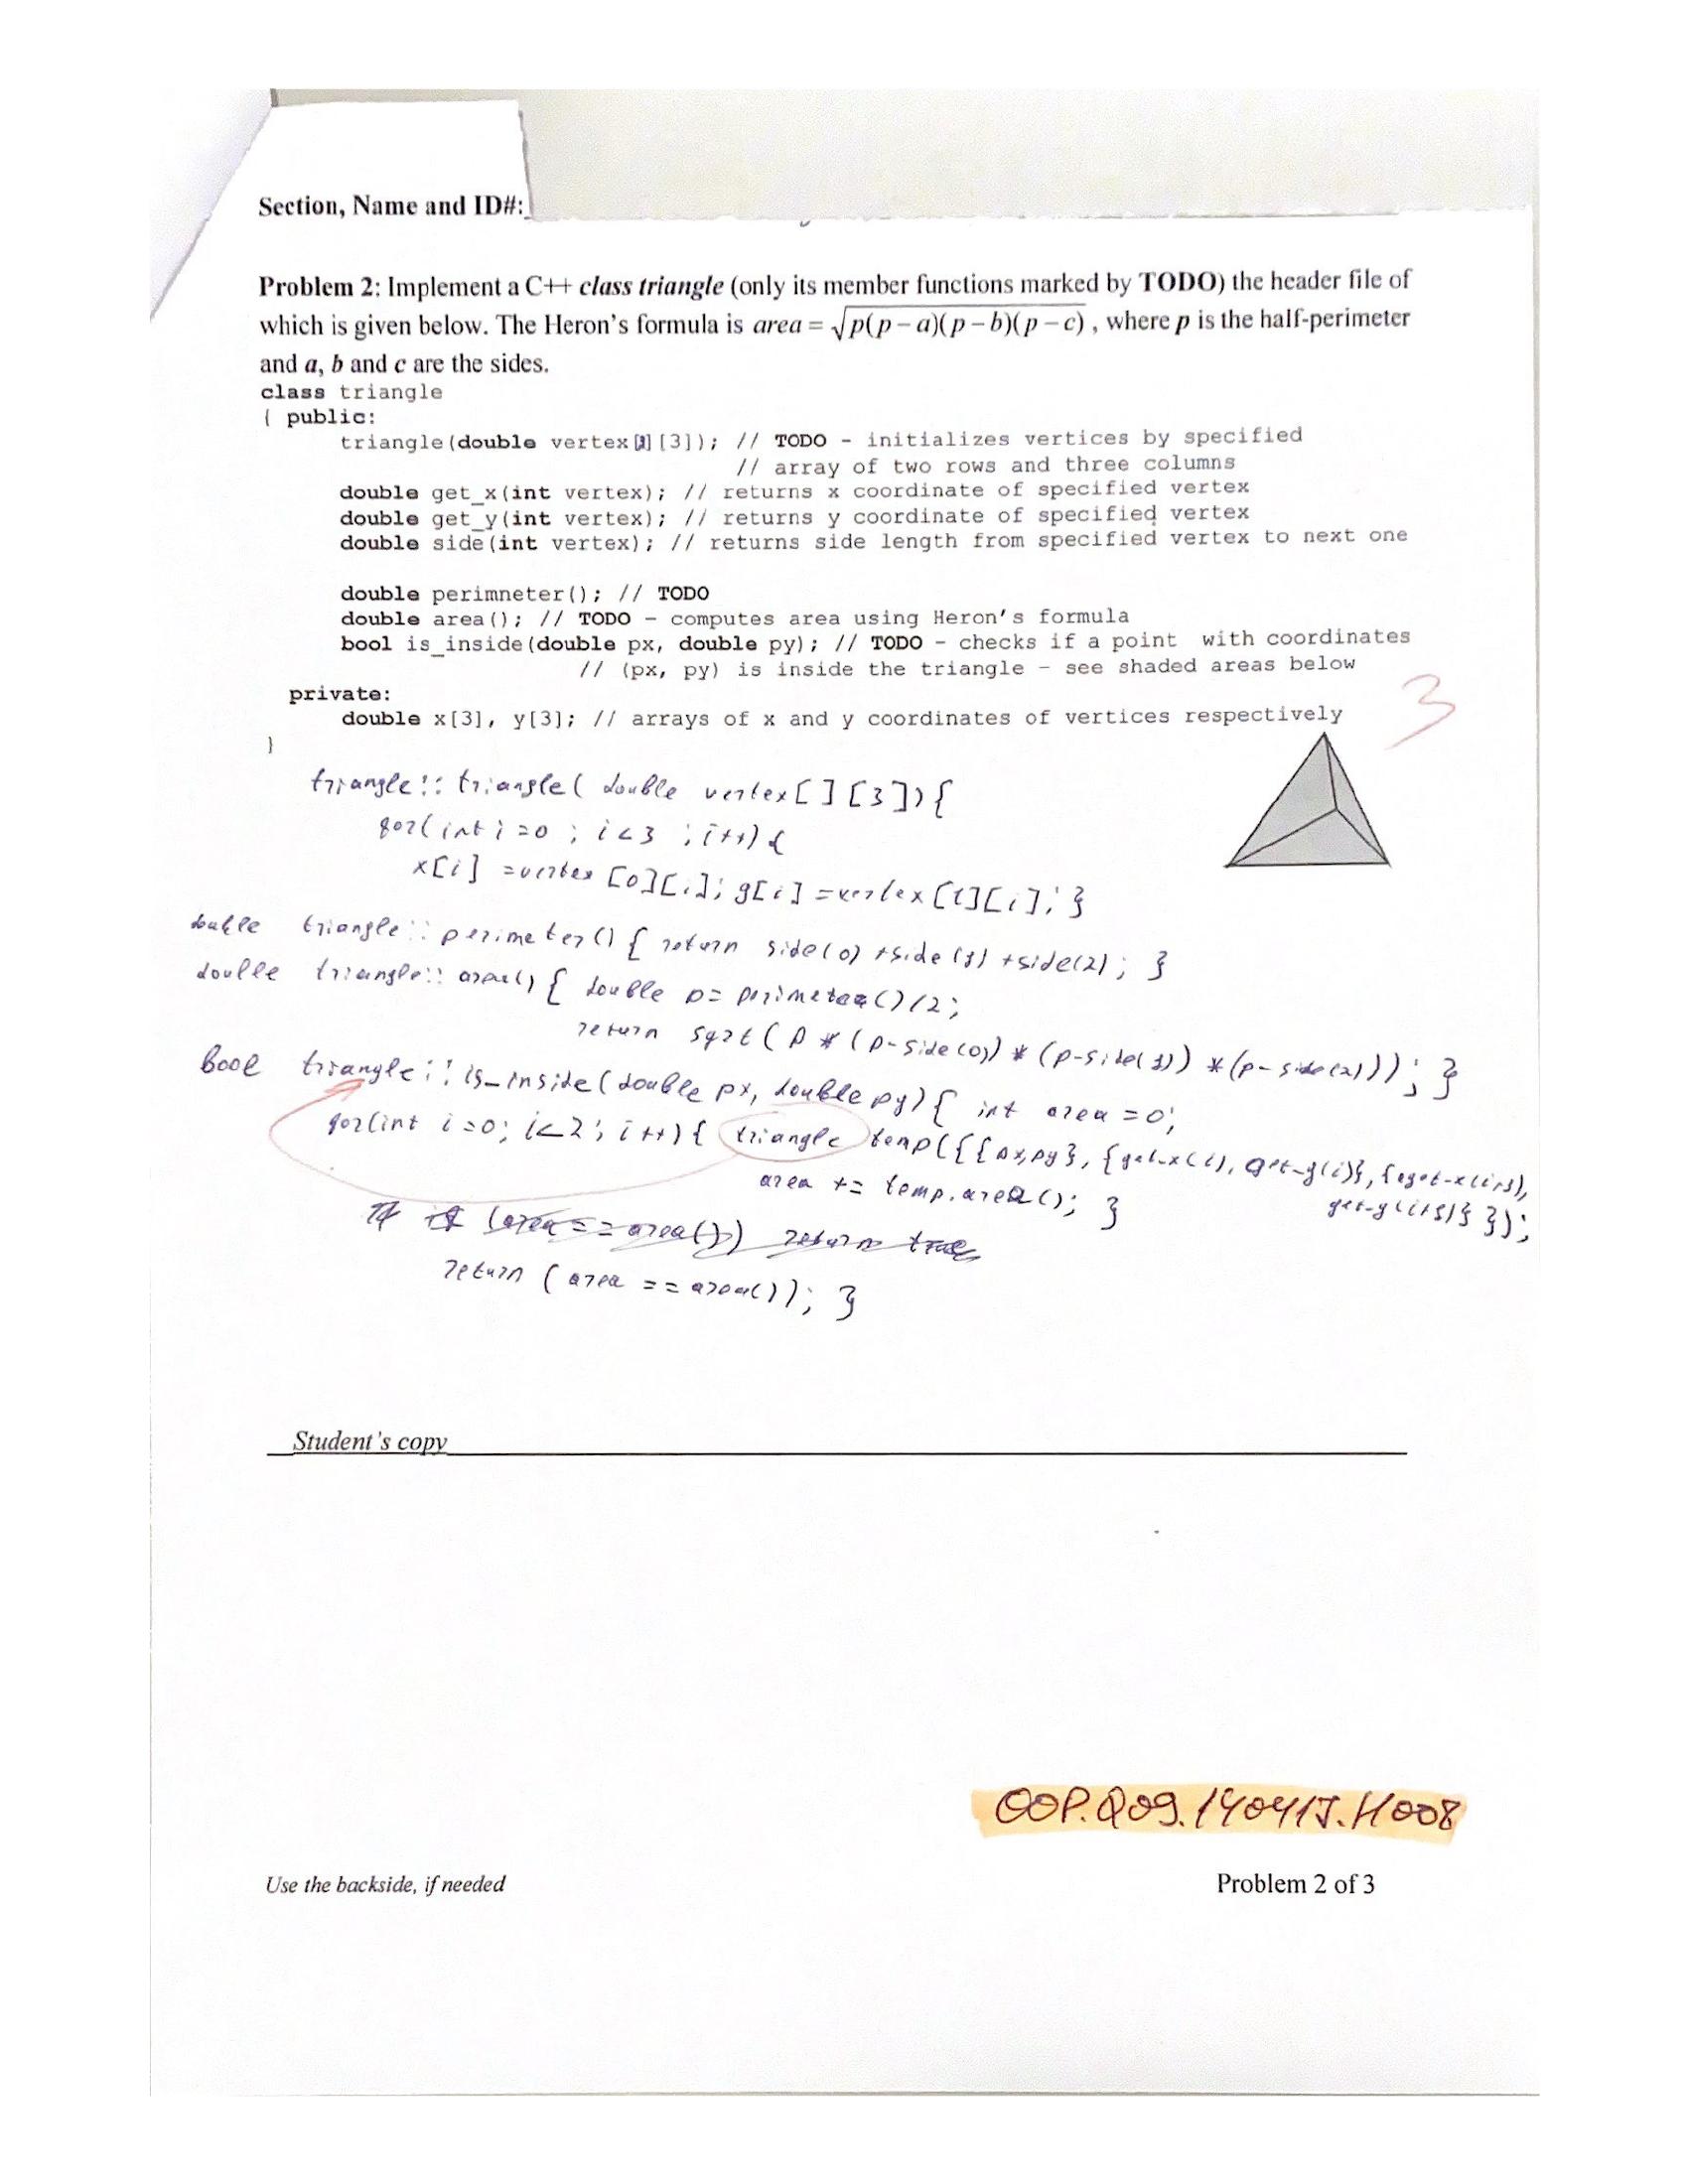 Section, Name and ID#:
Problem 2: Implement a C++ class triangle (only its member functions marked by TODO) the header file of
which is given below. The Heron's formula is area = √p(p − a)(p − b)(p − c) , where p is the half-perimeter
and a, b and c are the sides.
class triangle
{ public:
triangle(double vertex[][3]); // TODO - initializes vertices by specified
// array of two rows and three columns
double get_x(int vertex); // returns x coordinate of specified vertex
double get_y(int vertex); // returns y coordinate of specified vertex
double side(int vertex); // returns side length from specified vertex to next one
double perimneter(); // TODO
double area(); // TODO - computes area using Heron's formula
bool is_inside(double px, double py); // TODO - checks if a point with coordinates
// (px, py) is inside the triangle - see shaded areas below
private:
double x[3], y[3]; // arrays of x and y coordinates of vertices respectively
}
3
triangle::triangle( double vertex[][3]){
for(int i=0 ; i<3 ; i++){
x[i] = vertex [0][i]; y[i] = vertex [1][i]; }
double triangle:: perimeter() { return side(0) + side(1) + side(2); }
double triangle:: area() { double p = perimeter()/2;
return sqrt( p * (p-side(0)) * (p-side(1)) * (p-side(2))); }
Bool triangle:: is_inside(double px, double py) { int area = 0;
for(int i=0; i<2; i++){ triangle temp({{px,py}, {get_x(i), get_y(i)}, {get-x(i+1),
get-y(i+1)} });
area += temp.area(); }
if (area == area()) return true
return ( area == area()); }
Student's copy
OOP.Q09.140417.H008
Use the backside, if needed
Problem 2 of 3